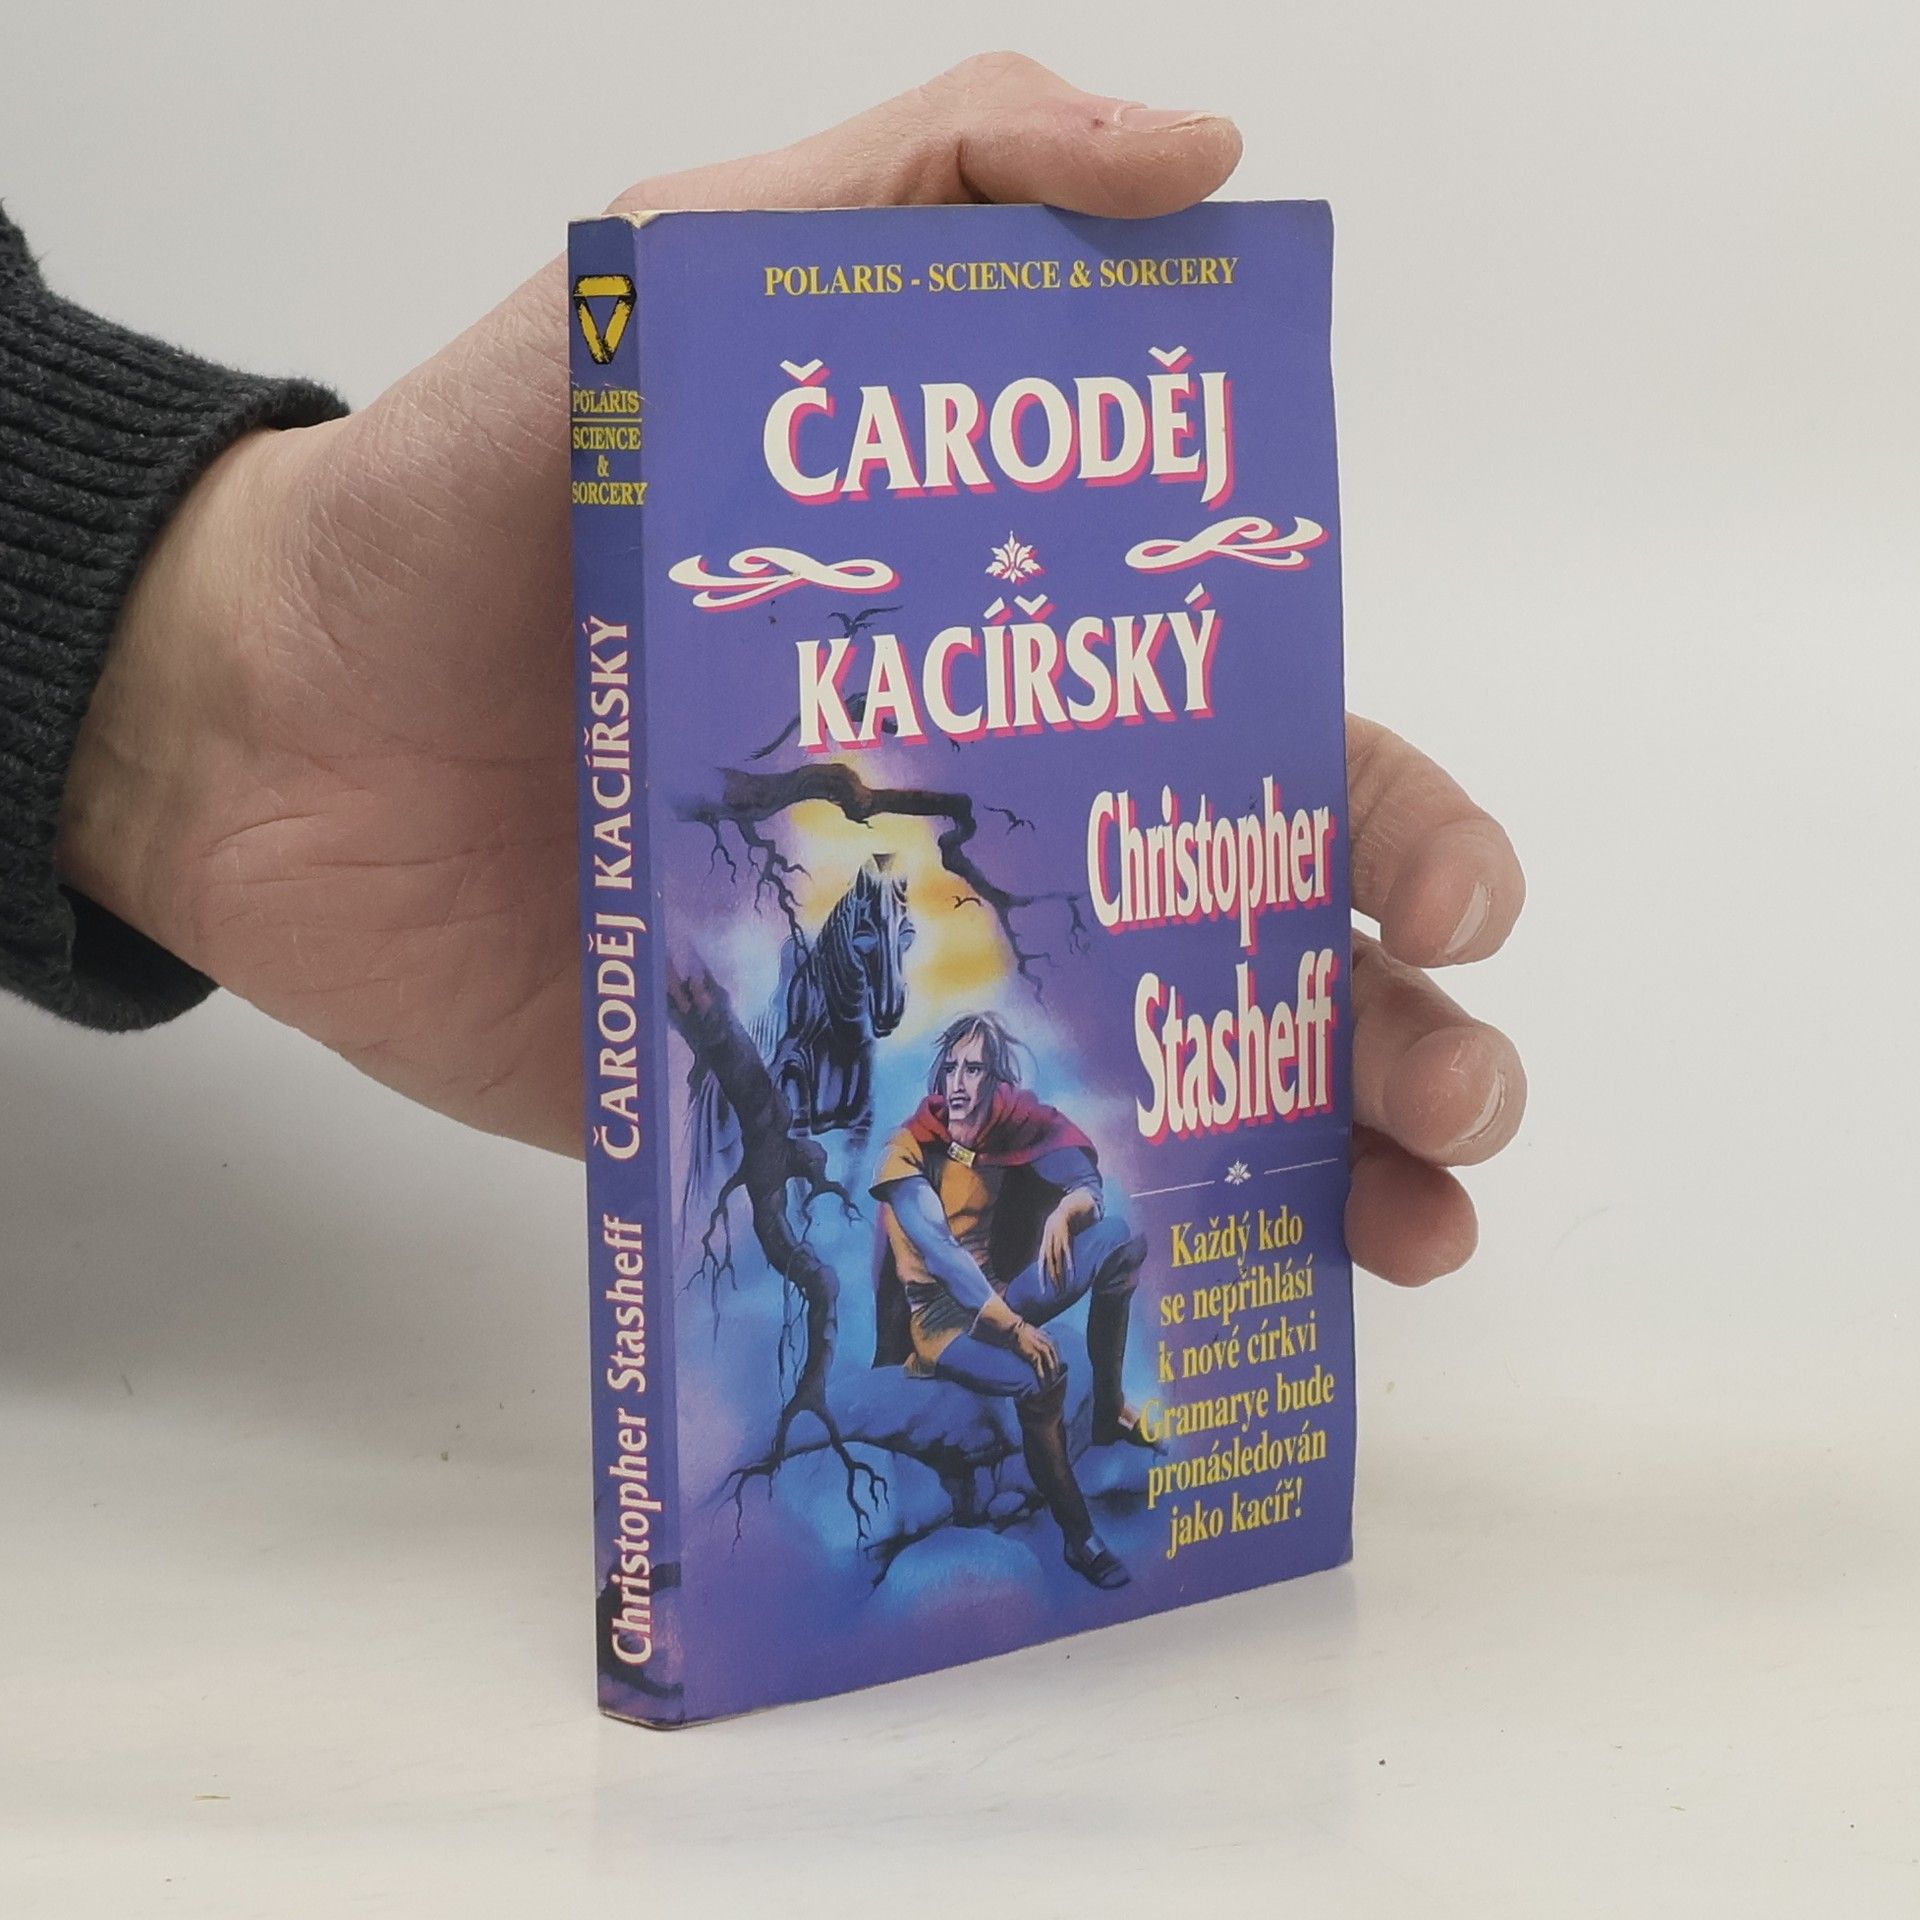 POLARIS - SCIENCE & SORCERY
ČARODĚJ
KACÍŘSKÝ
Christopher
Stasheff
Každý kdo
se nepřihlásí
k nové církvi
Gramarye bude
pronásledován
jako kacíř!
POLARIS
SCIENCE
&
SORCERY
Christopher Stasheff ČARODĚJ KACÍŘSKÝ